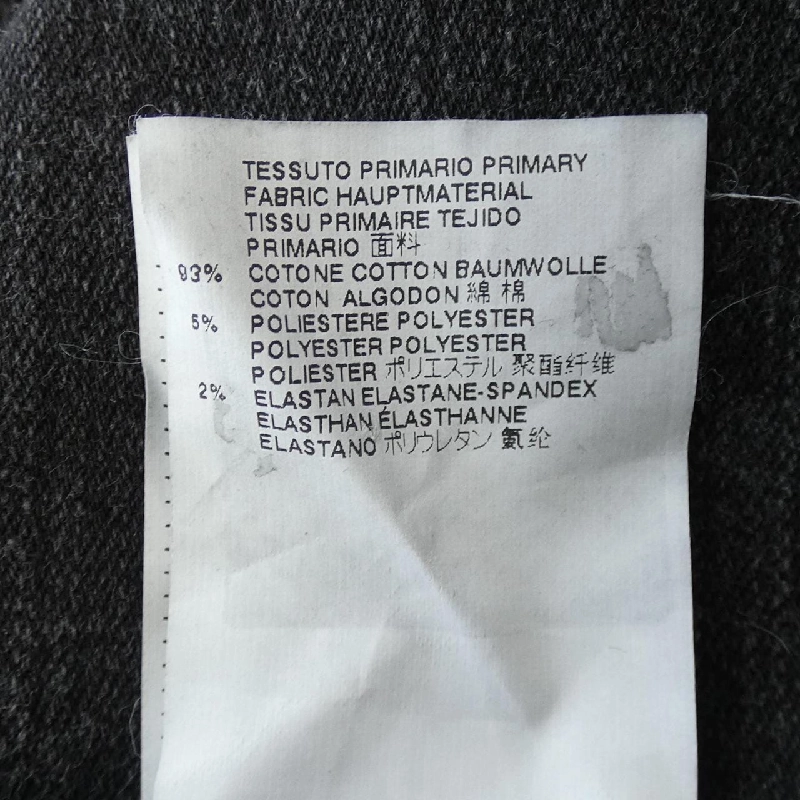 TESSUTO PRIMARIO PRIMARY
FABRIC HAUPTMATERIAL
TISSU PRIMAIRE TEJIDO
PRIMARIO 面料
93% COTONE COTTON BAUMWOLLE
COTON ALGODON 綿 棉
5% POLIESTERE POLYESTER
POLYESTER POLYESTER
POLIESTER ポリエステル 聚酯纤维
2% ELASTAN ELASTANE-SPANDEX
ELASTHAN ÉLASTHANNE
ELASTANO ポリウレタン 氨纶